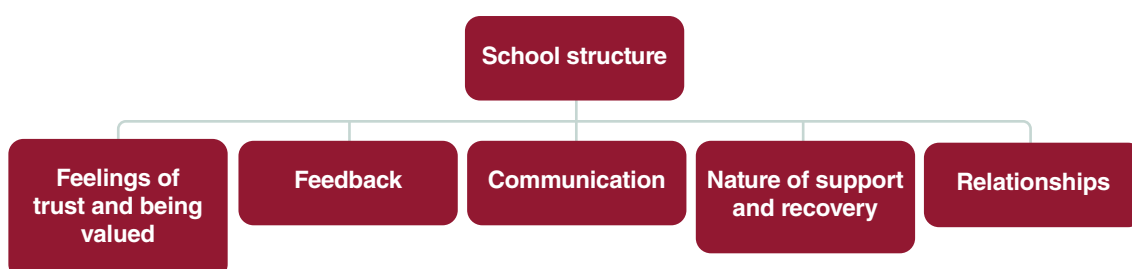 School structure
Feelings of
trust and being
valued
Feedback
Communication
Nature of support
and recovery
Relationships